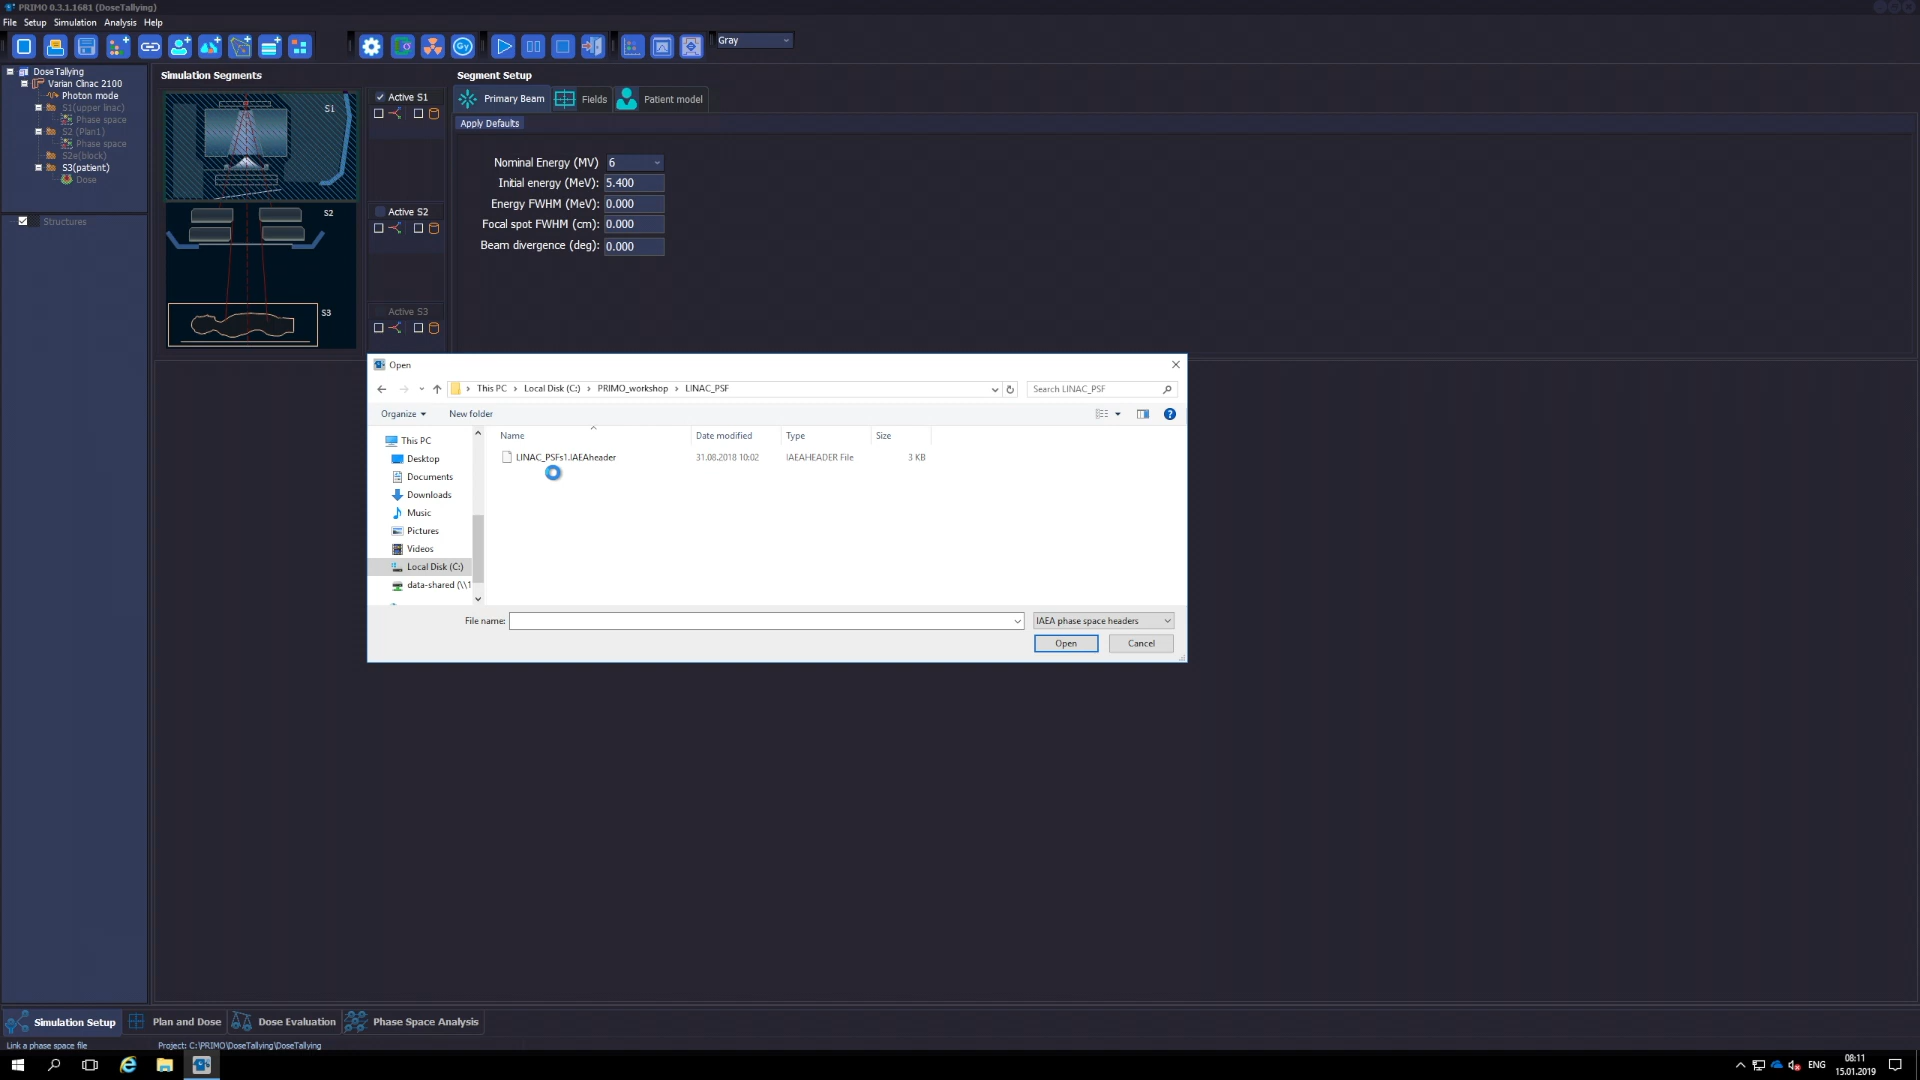 PRIMO 0.3.1.1681 (DoseTallying)
File Setup Simulation Analysis Help
Gy
Gray
DoseTallying
Varian Clinac 2100
Photon mode
S1(upper linac)
Phase space
S2 (Plan1)
Phase space
S2e(block)
S3(patient)
Dose
Structures
Simulation Segments
S1
S2
S3
Active S1
Active S2
Active S3
Segment Setup
Primary Beam Fields Patient model
Apply Defaults
Nominal Energy (MV) 6
Initial energy (MeV): 5.400
Energy FWHM (MeV): 0.000
Focal spot FWHM (cm): 0.000
Beam divergence (deg): 0.000
Open
This PC > Local Disk (C:) > PRIMO_workshop > LINAC_PSF
Search LINAC_PSF
Organize New folder
This PC
Desktop
Documents
Downloads
Music
Pictures
Videos
Local Disk (C:)
data-shared (\\1
Name Date modified Type Size
LINAC_PSFs1.IAEAheader 31.08.2018 10:02 IAEAHEADER File 3 KB
File name: IAEA phase space headers
Open Cancel
Simulation Setup Plan and Dose Dose Evaluation Phase Space Analysis
Link a phase space file Project: C:\PRIMO\DoseTallying\DoseTallying
ENG
08:11
15.01.2019